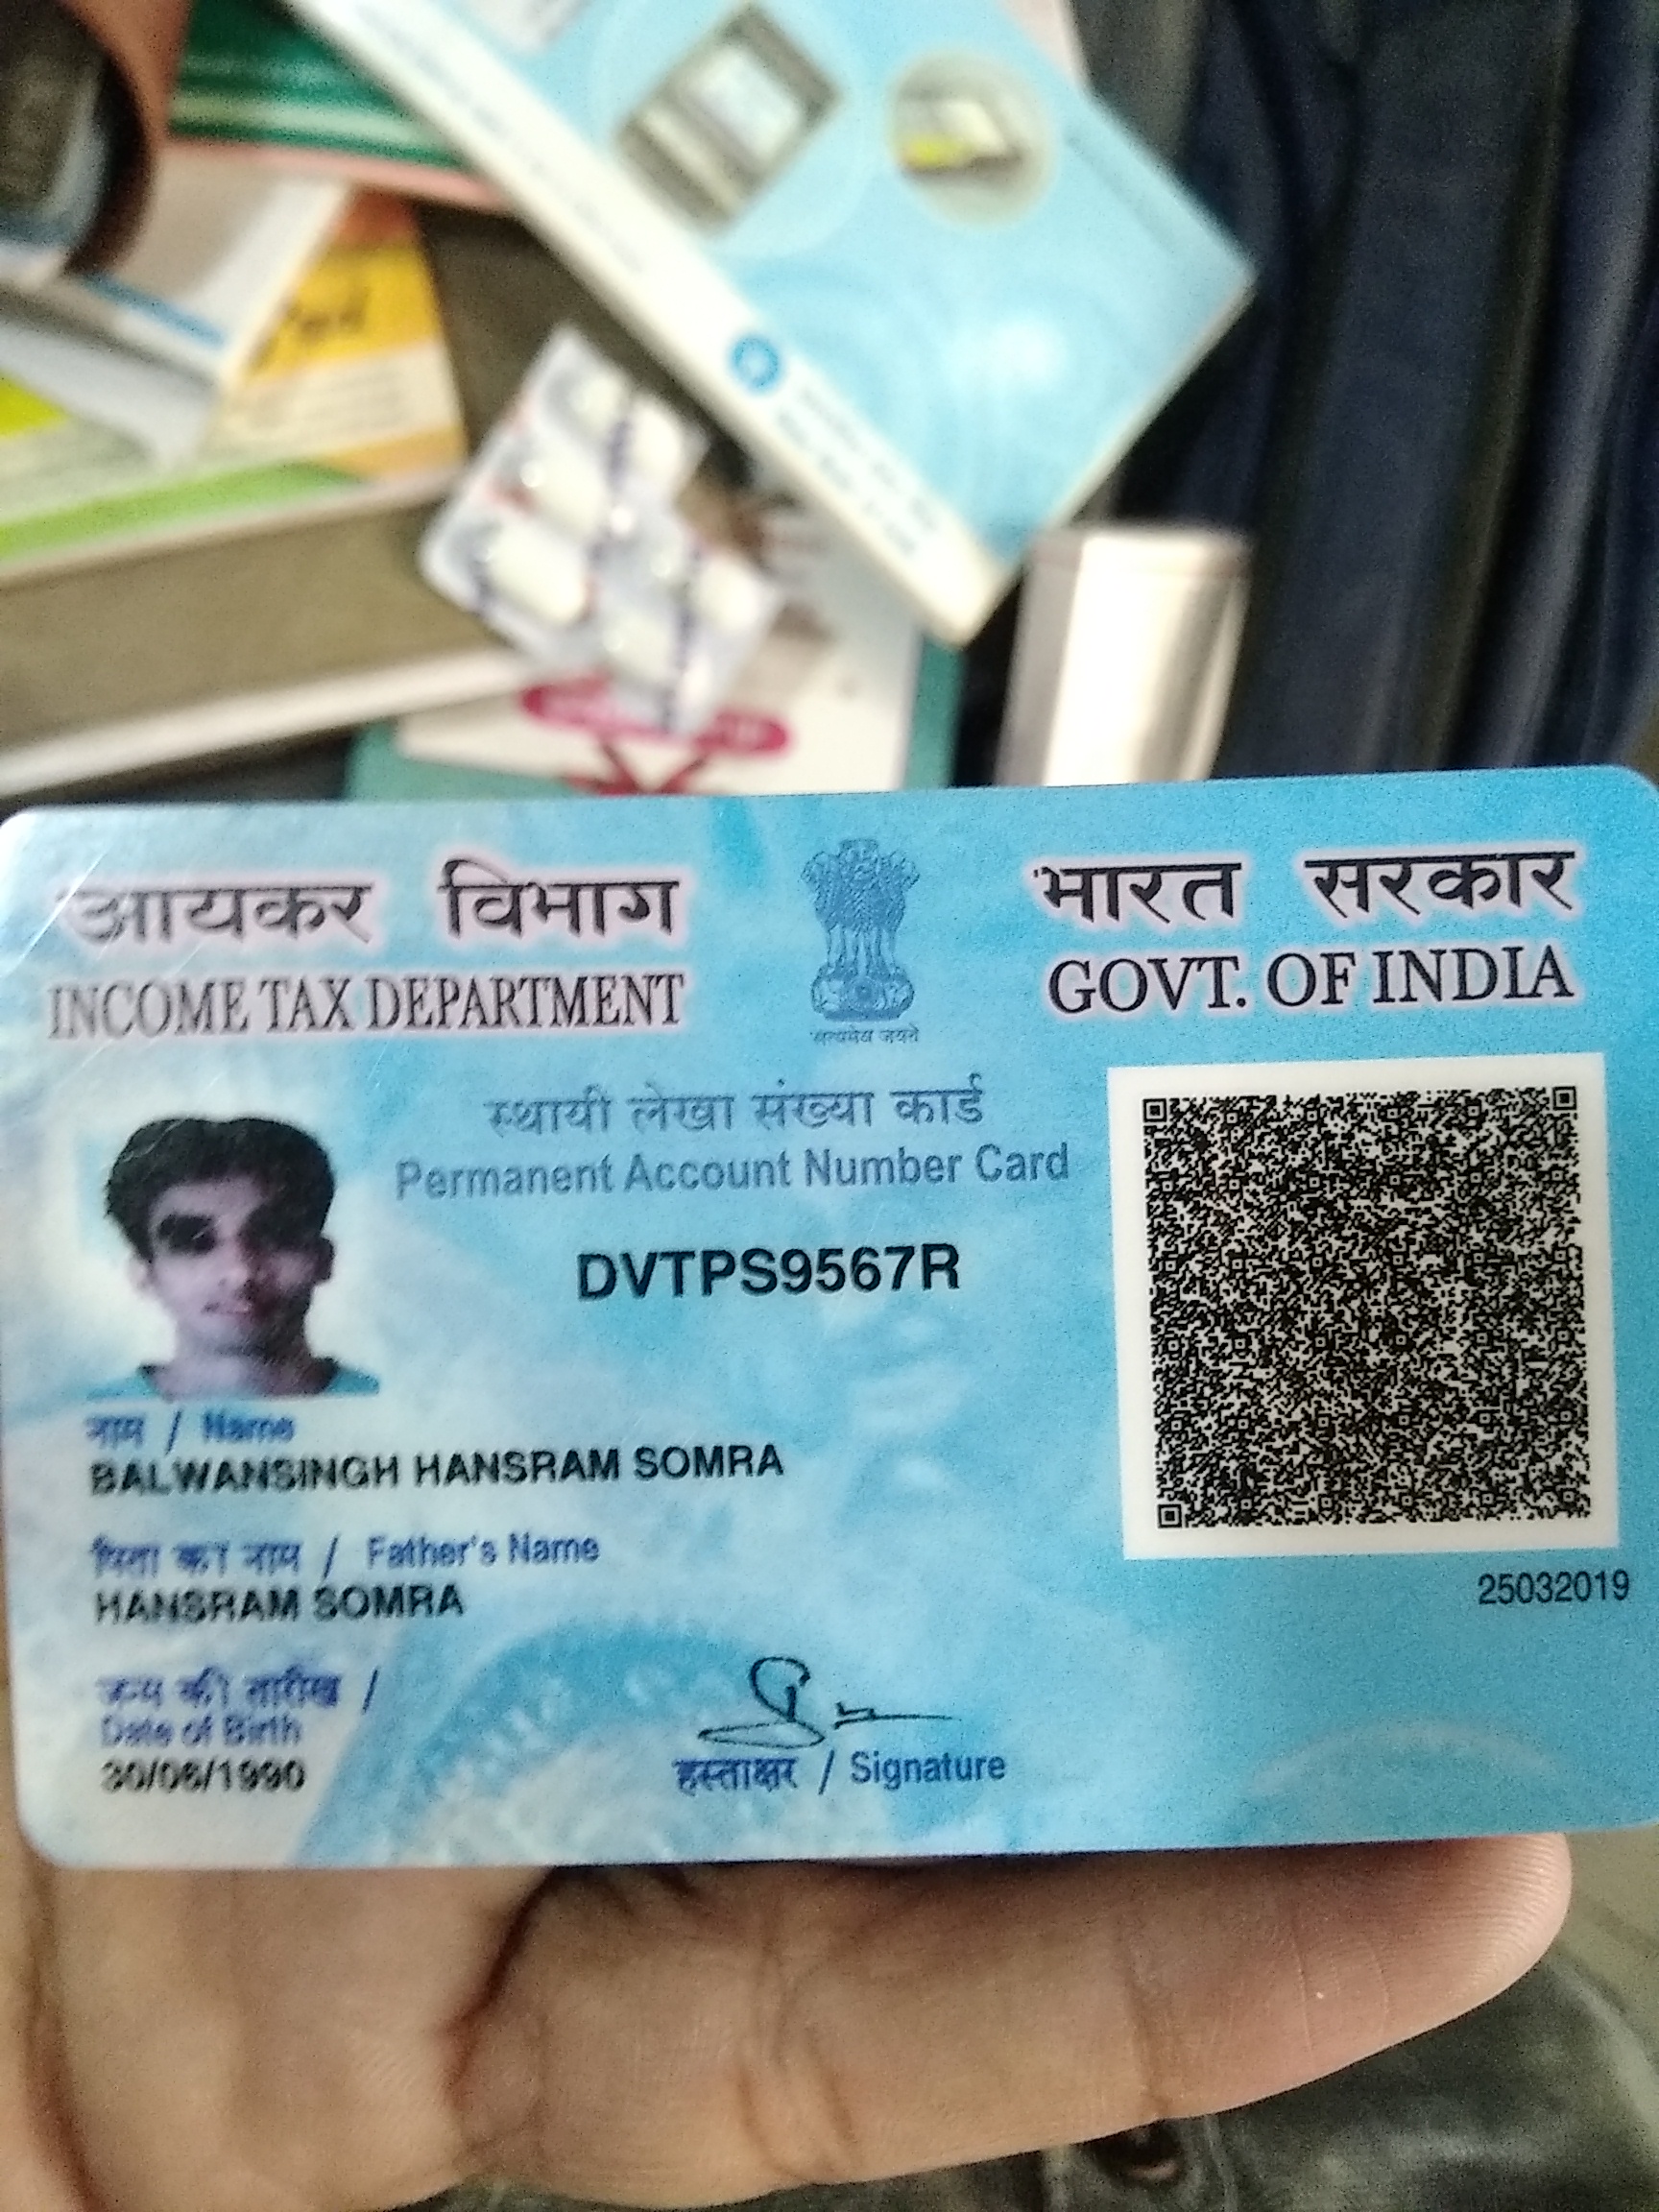 आयकर विभाग
INCOME TAX DEPARTMENT
सत्यमेव जयते
भारत सरकार
GOVT. OF INDIA
स्थायी लेखा संख्या कार्ड
Permanent Account Number Card
DVTPS9567R
नाम / Name
BALWANSINGH HANSRAM SOMRA
पिता का नाम / Father's Name
HANSRAM SOMRA
25032019
जन्म की तारीख /
Date of Birth
30/06/1990
हस्ताक्षर / Signature